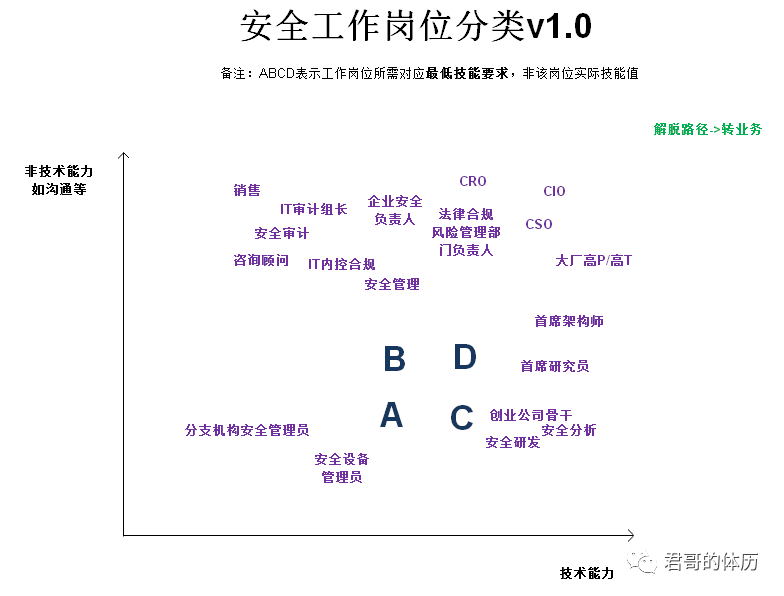 安全工作岗位分类v1.0
备注：ABCD表示工作岗位所需对应最低技能要求，非该岗位实际技能值
解脱路径->转业务
非技术能力
如沟通等
销售
IT审计组长
安全审计
咨询顾问
IT内控合规
企业安全
负责人
安全管理
CRO
法律合规
风险管理部
门负责人
CIO
CSO
大厂高P/高T
首席架构师
首席研究员
B
D
A
C
创业公司骨干
安全分析
安全研发
分支机构安全管理员
安全设备
管理员
技术能力
君哥的体历